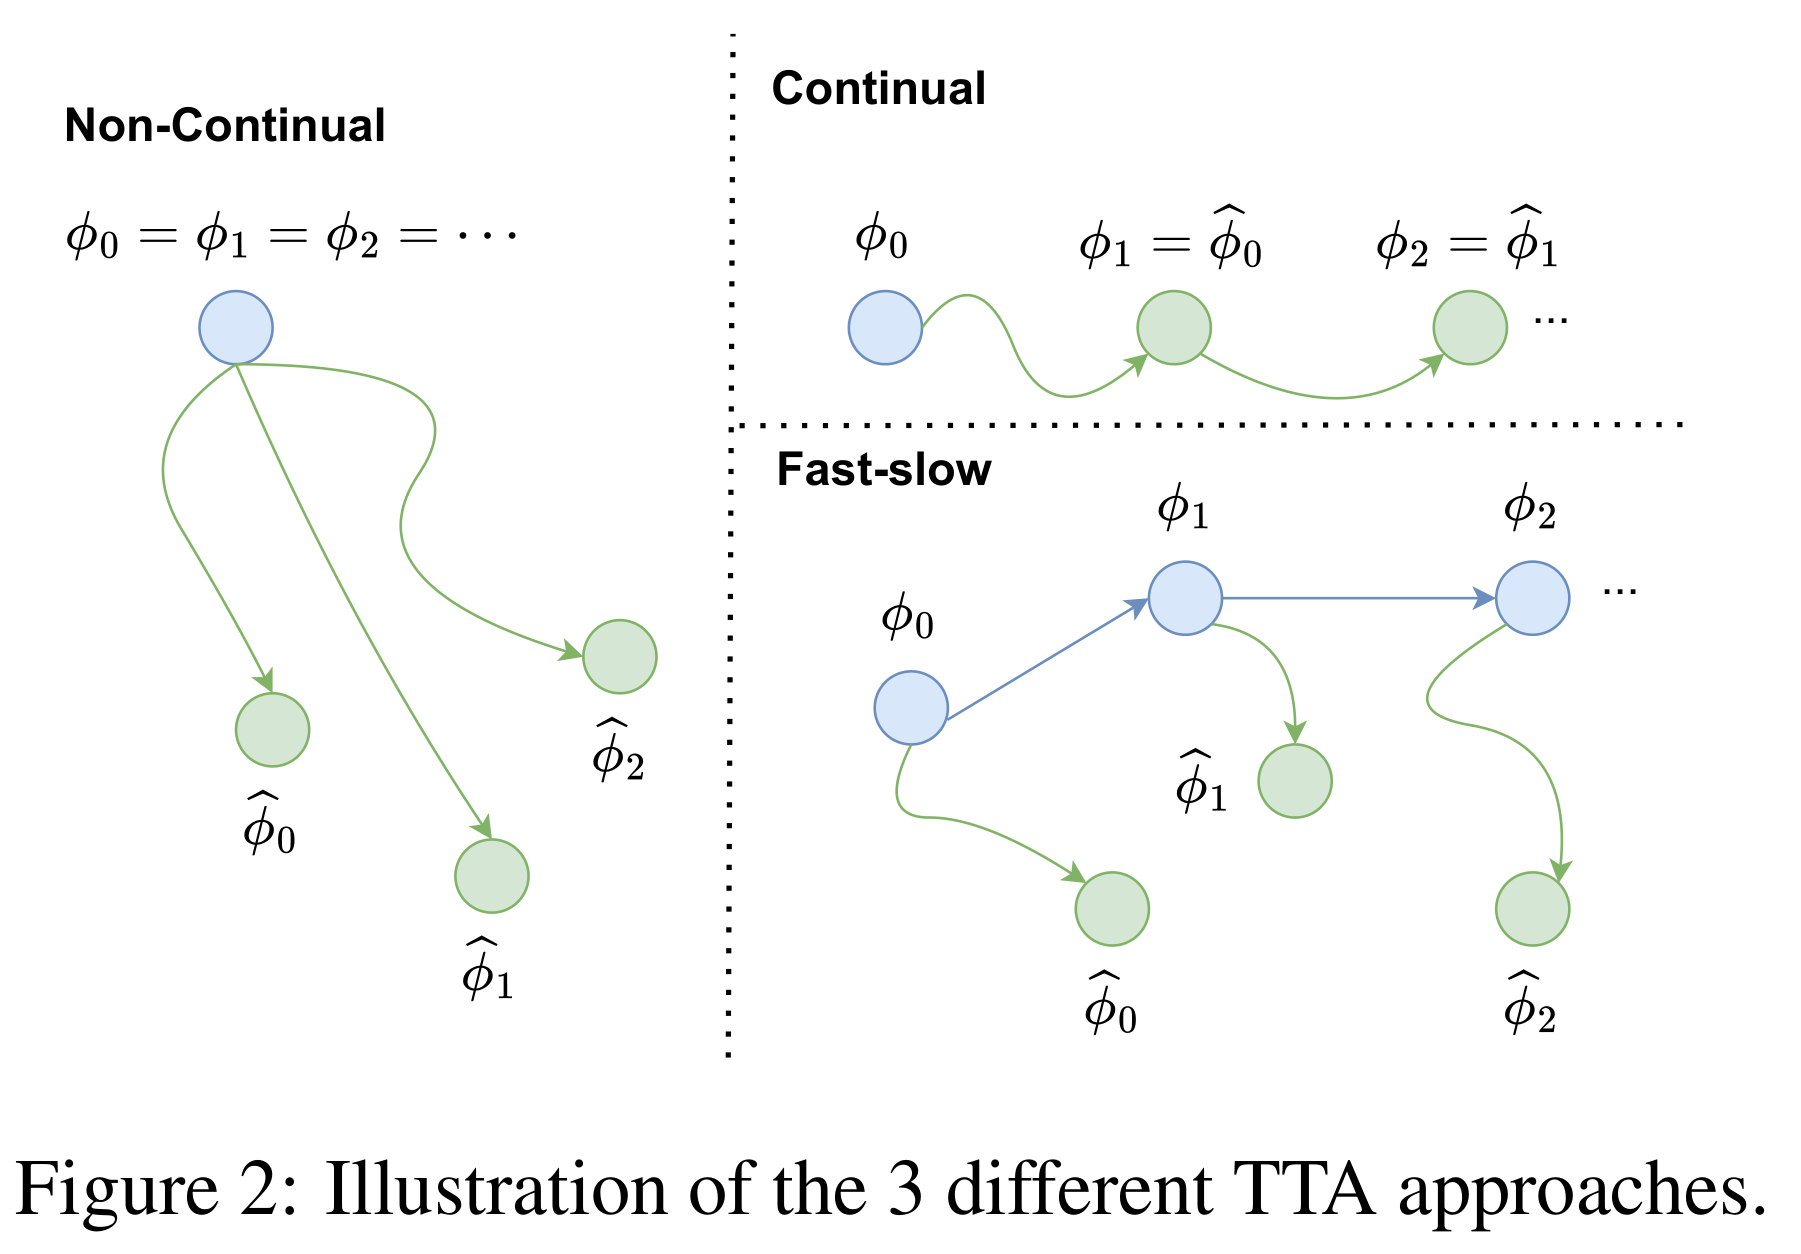 Non-Continual
ϕ₀ = ϕ₁ = ϕ₂ = ⋯
ϕ̂₀
ϕ̂₁
ϕ̂₂
Continual
ϕ₀
ϕ₁ = ϕ̂₀
ϕ₂ = ϕ̂₁
...
Fast-slow
ϕ₀
ϕ₁
ϕ₂
...
ϕ̂₀
ϕ̂₁
ϕ̂₂
Figure 2: Illustration of the 3 different TTA approaches.